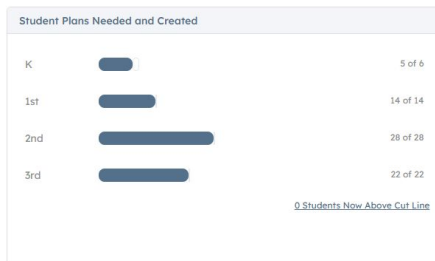 Student Plans Needed and Created
K 5 of 6
1st 14 of 14
2nd 28 of 28
3rd 22 of 22
0 Students Now Above Cut Line